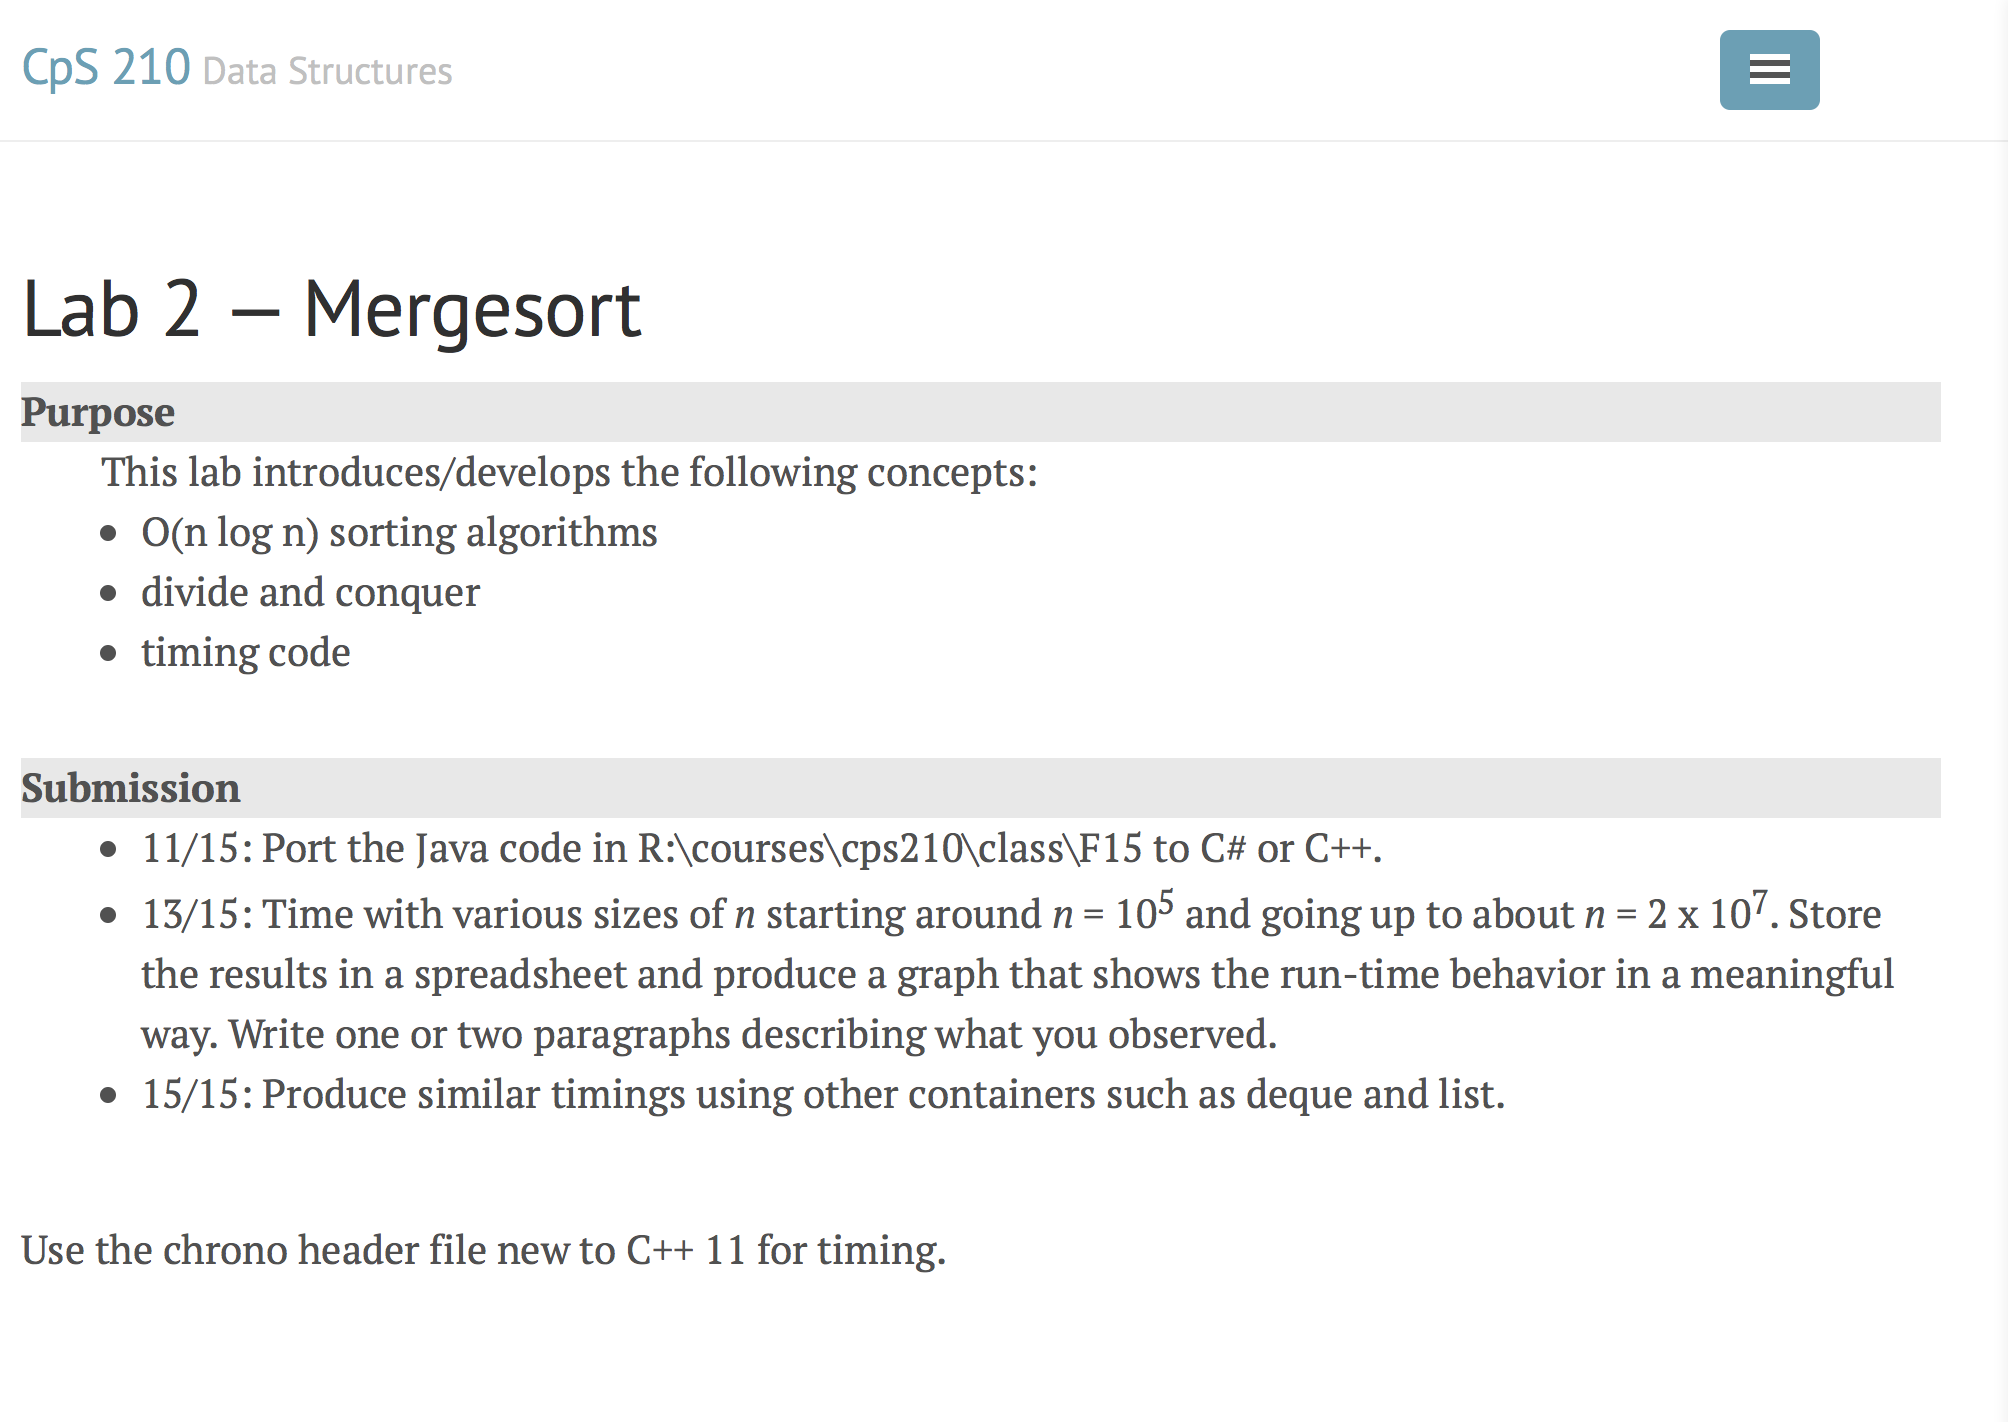 CpS 210 Data Structures
Lab 2 — Mergesort
Purpose
This lab introduces/develops the following concepts:
• O(n log n) sorting algorithms
• divide and conquer
• timing code
Submission
• 11/15: Port the Java code in R:\courses\cps210\class\F15 to C# or C++.
• 13/15: Time with various sizes of n starting around n = 10⁵ and going up to about n = 2 x 10⁷. Store
the results in a spreadsheet and produce a graph that shows the run-time behavior in a meaningful
way. Write one or two paragraphs describing what you observed.
• 15/15: Produce similar timings using other containers such as deque and list.
Use the chrono header file new to C++ 11 for timing.